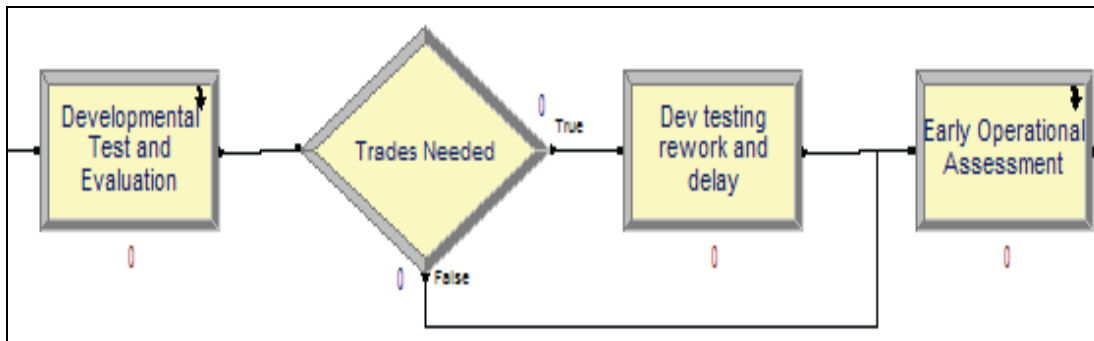 Developmental
Test and
Evaluation
0
Trades Needed
0
True
0
False
Dev testing
rework and
delay
0
Early Operational
Assessment
0